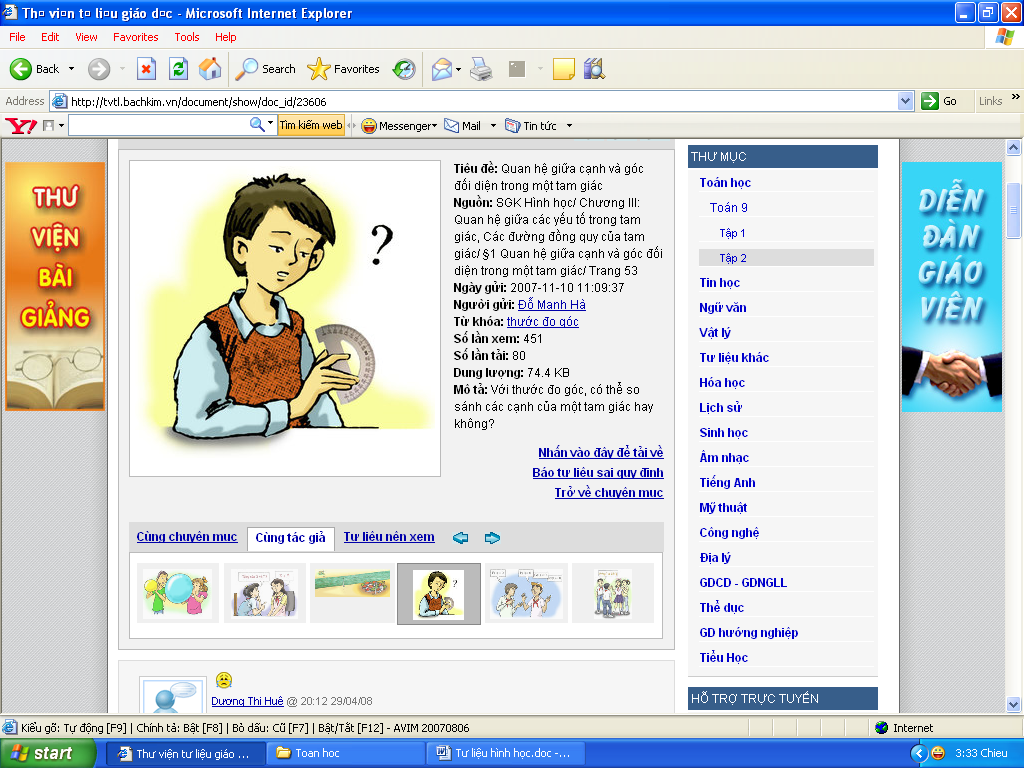 Thƣ viƣn tƣ liƣu giáo dƣc - Microsoft Internet Explorer
File Edit View Favorites Tools Help
Back Search Favorites
Address http://tvtl.bachkim.vn/document/show/doc_id/23606 Go Links »
Y! Tìm kiếm web Messenger Mail Tin tức
THƯ
VIỆN
BÀI
GIẢNG
?
Tiêu đề: Quan hệ giữa cạnh và góc
đối diện trong một tam giác
Nguồn: SGK Hình học/ Chương III:
Quan hệ giữa các yếu tố trong tam
giác, Các đường đồng quy của tam
giác/ §1 Quan hệ giữa cạnh và góc đối
diện trong một tam giác/ Trang 53
Ngày gửi: 2007-11-10 11:09:37
Người gửi: Đỗ Mạnh Hà
Từ khóa: thước đo góc
Số lần xem: 451
Số lần tải: 80
Dung lượng: 74.4 KB
Mô tả: Với thước đo góc, có thể so
sánh các cạnh của một tam giác hay
không?
Nhấn vào đây để tải về
Báo tư liệu sai quy định
Trở về chuyên mục
Cùng chuyên mục Cùng tác giả Tư liệu nên xem
Dương Thị Huệ @ 20:12 29/04/08
THƯ MỤC
Toán học
Toán 9
Tập 1
Tập 2
Tin học
Ngữ văn
Vật lý
Tư liệu khác
Hóa học
Lịch sử
Sinh học
Âm nhạc
Tiếng Anh
Mỹ thuật
Công nghệ
Địa lý
GDCD - GDNGLL
Thể dục
GD hướng nghiệp
Tiểu Học
HỖ TRỢ TRỰC TUYẾN
DIỄN
ĐÀN
GIÁO
VIÊN
Kiểu gõ: Tự động [F9] | Chính tả: Bật [F8] | Bỏ dấu: Cũ [F7] | Bật/Tắt [F12] - AVIM 20070806 Internet
start Thư viện tư liệu giáo ... Toan hoc Tư liệu hình học.doc -... 3:33 Chieu